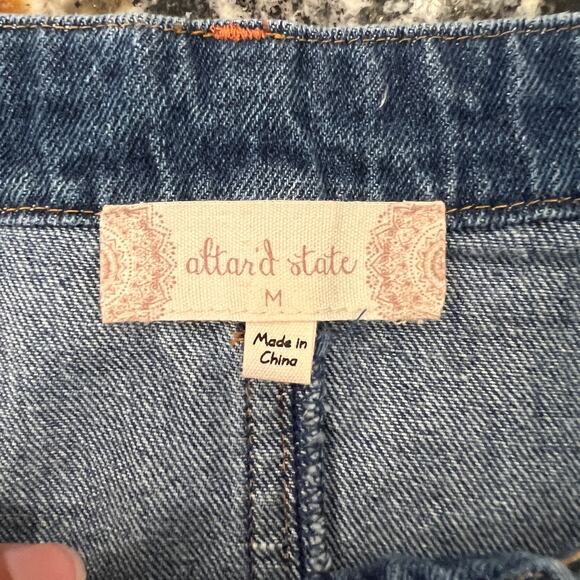 altar'd state
M
Made in
China